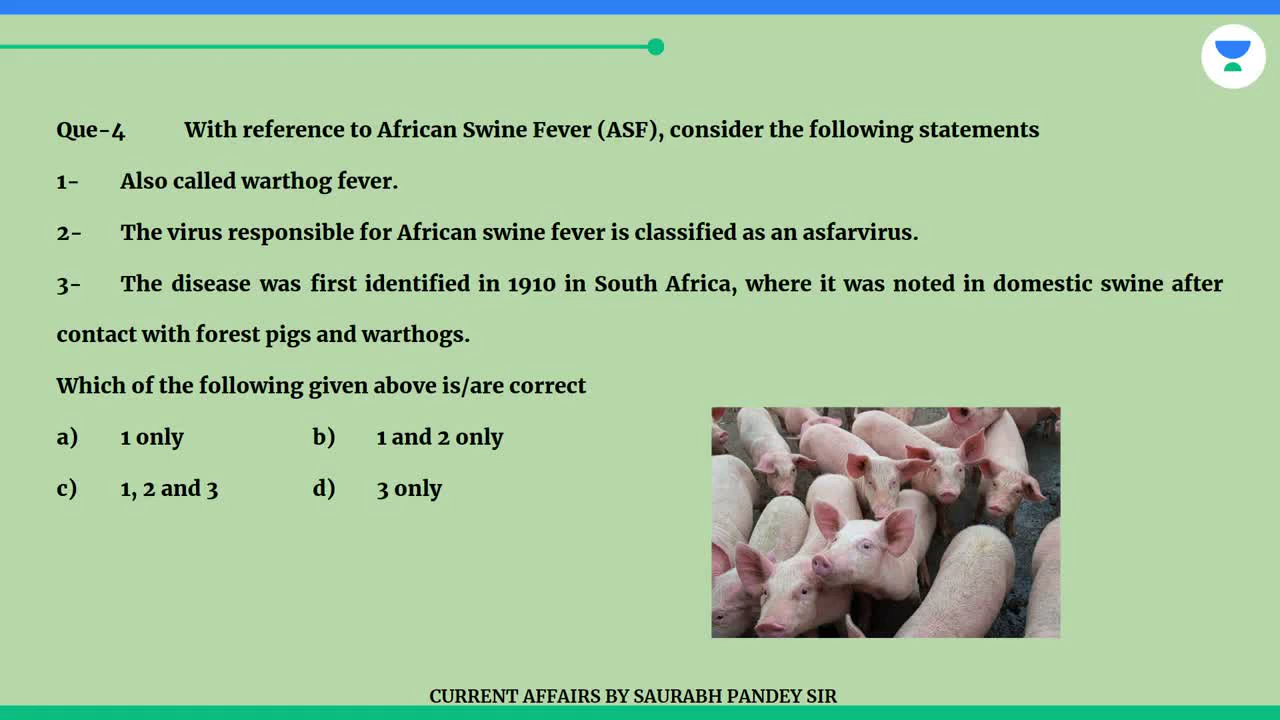 Que-4 With reference to African Swine Fever (ASF), consider the following statements
1- Also called warthog fever.
2- The virus responsible for African swine fever is classified as an asfarvirus.
3- The disease was first identified in 1910 in South Africa, where it was noted in domestic swine after
contact with forest pigs and warthogs.
Which of the following given above is/are correct
a) 1 only b) 1 and 2 only
c) 1, 2 and 3 d) 3 only
CURRENT AFFAIRS BY SAURABH PANDEY SIR